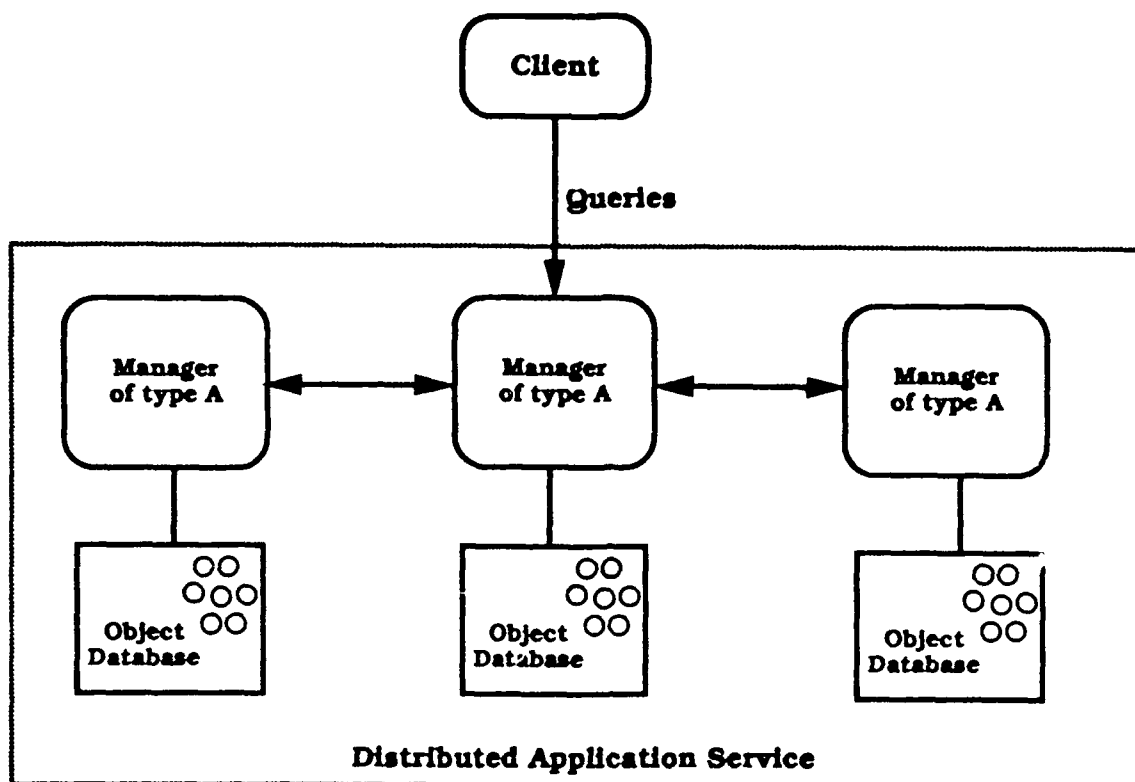 Client
Queries
Manager
of type A
Manager
of type A
Manager
of type A
Object
Database
Object
Database
Object
Database
Distributed Application Service